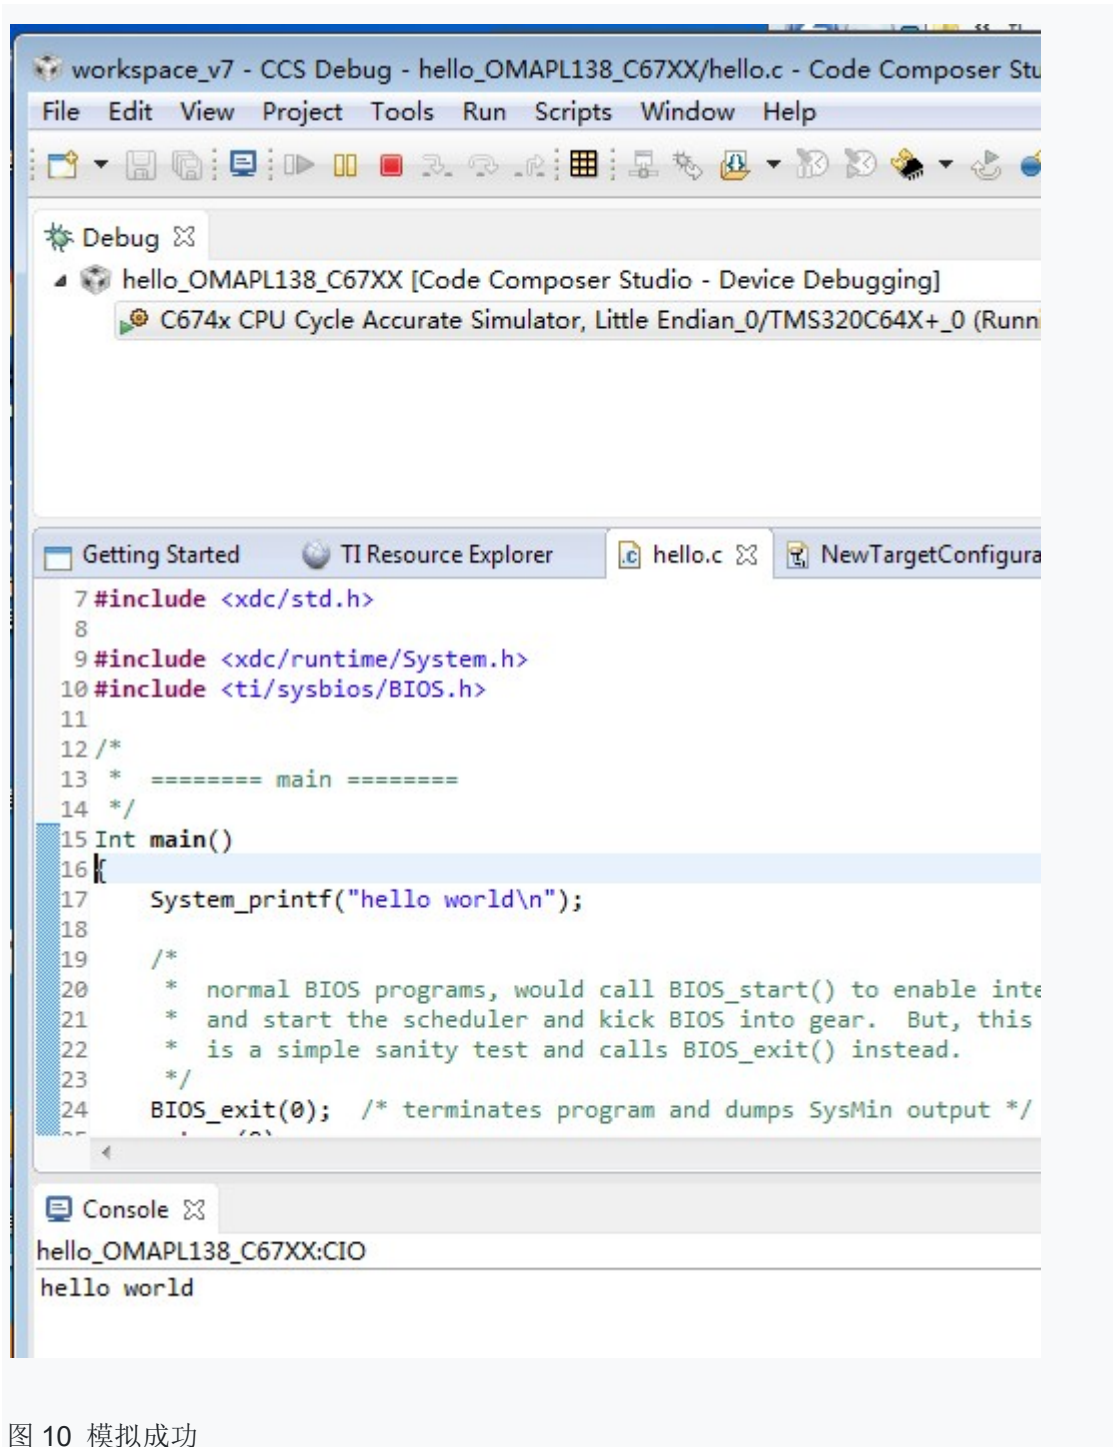 workspace_v7 - CCS Debug - hello_OMAPL138_C67XX/hello.c - Code Composer Stu
File Edit View Project Tools Run Scripts Window Help
Debug
hello_OMAPL138_C67XX [Code Composer Studio - Device Debugging]
C674x CPU Cycle Accurate Simulator, Little Endian_0/TMS320C64X+_0 (Runni
Getting Started TI Resource Explorer hello.c NewTargetConfigura
7 #include <xdc/std.h>
8
9 #include <xdc/runtime/System.h>
10 #include <ti/sysbios/BIOS.h>
11
12 /*
13 * ======== main ========
14 */
15 Int main()
16 {
17 System_printf("hello world\n");
18
19 /*
20 * normal BIOS programs, would call BIOS_start() to enable inte
21 * and start the scheduler and kick BIOS into gear. But, this
22 * is a simple sanity test and calls BIOS_exit() instead.
23 */
24 BIOS_exit(0); /* terminates program and dumps SysMin output */
Console
hello_OMAPL138_C67XX:CIO
hello world
图 10 模拟成功